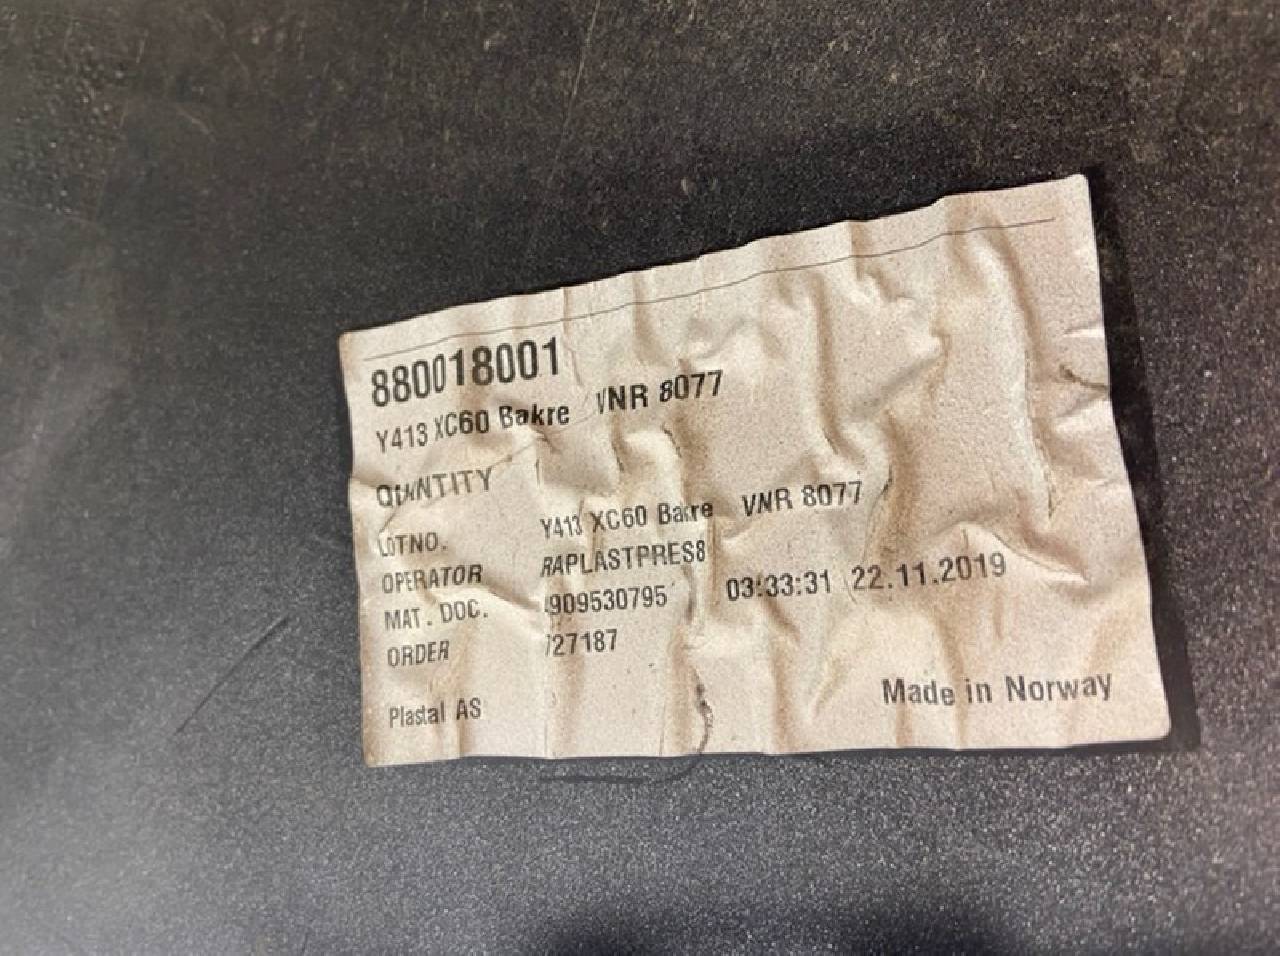 880018001
Y413 XC60 Bakre VNR 8077
QUANTITY
LOTNO. Y413 XC60 Bakre VNR 8077
OPERATOR RAPLASTPRES8
MAT. DOC. 4909530795 03:33:31 22.11.2019
ORDER 727187
Plastal AS Made in Norway